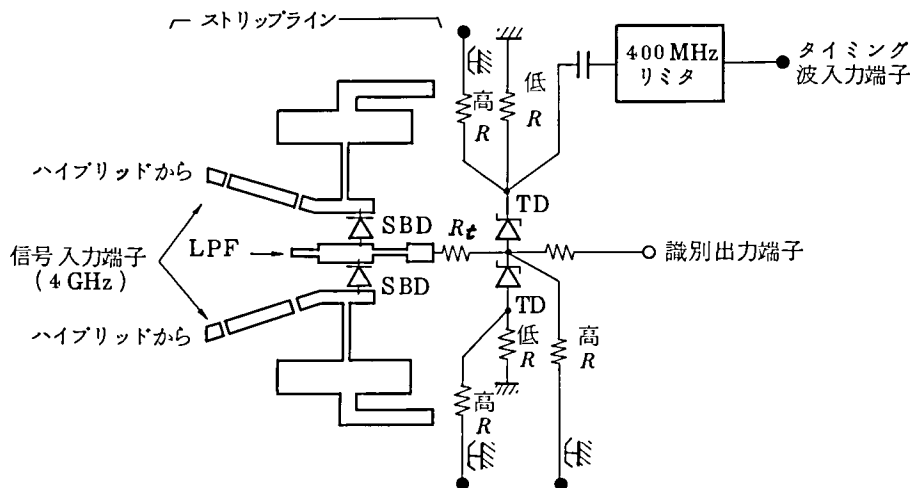 ストリップライン
400 MHz
リミタ
タイミング
波入力端子
高
R
低
R
ハイブリッドから
SBD
TD
Rt
信号入力端子
(4 GHz)
LPF
識別出力端子
SBD
TD
ハイブリッドから
低
R
高
R
高
R